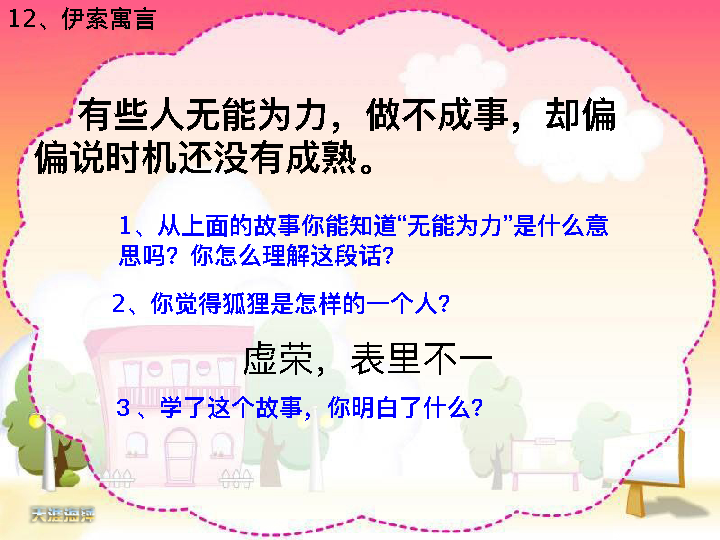 12、伊索寓言
有些人无能为力，做不成事，却偏
偏说时机还没有成熟。
1、从上面的故事你能知道“无能为力”是什么意
思吗？你怎么理解这段话？
2、你觉得狐狸是怎样的一个人？
虚荣，表里不一
3、学了这个故事，你明白了什么？